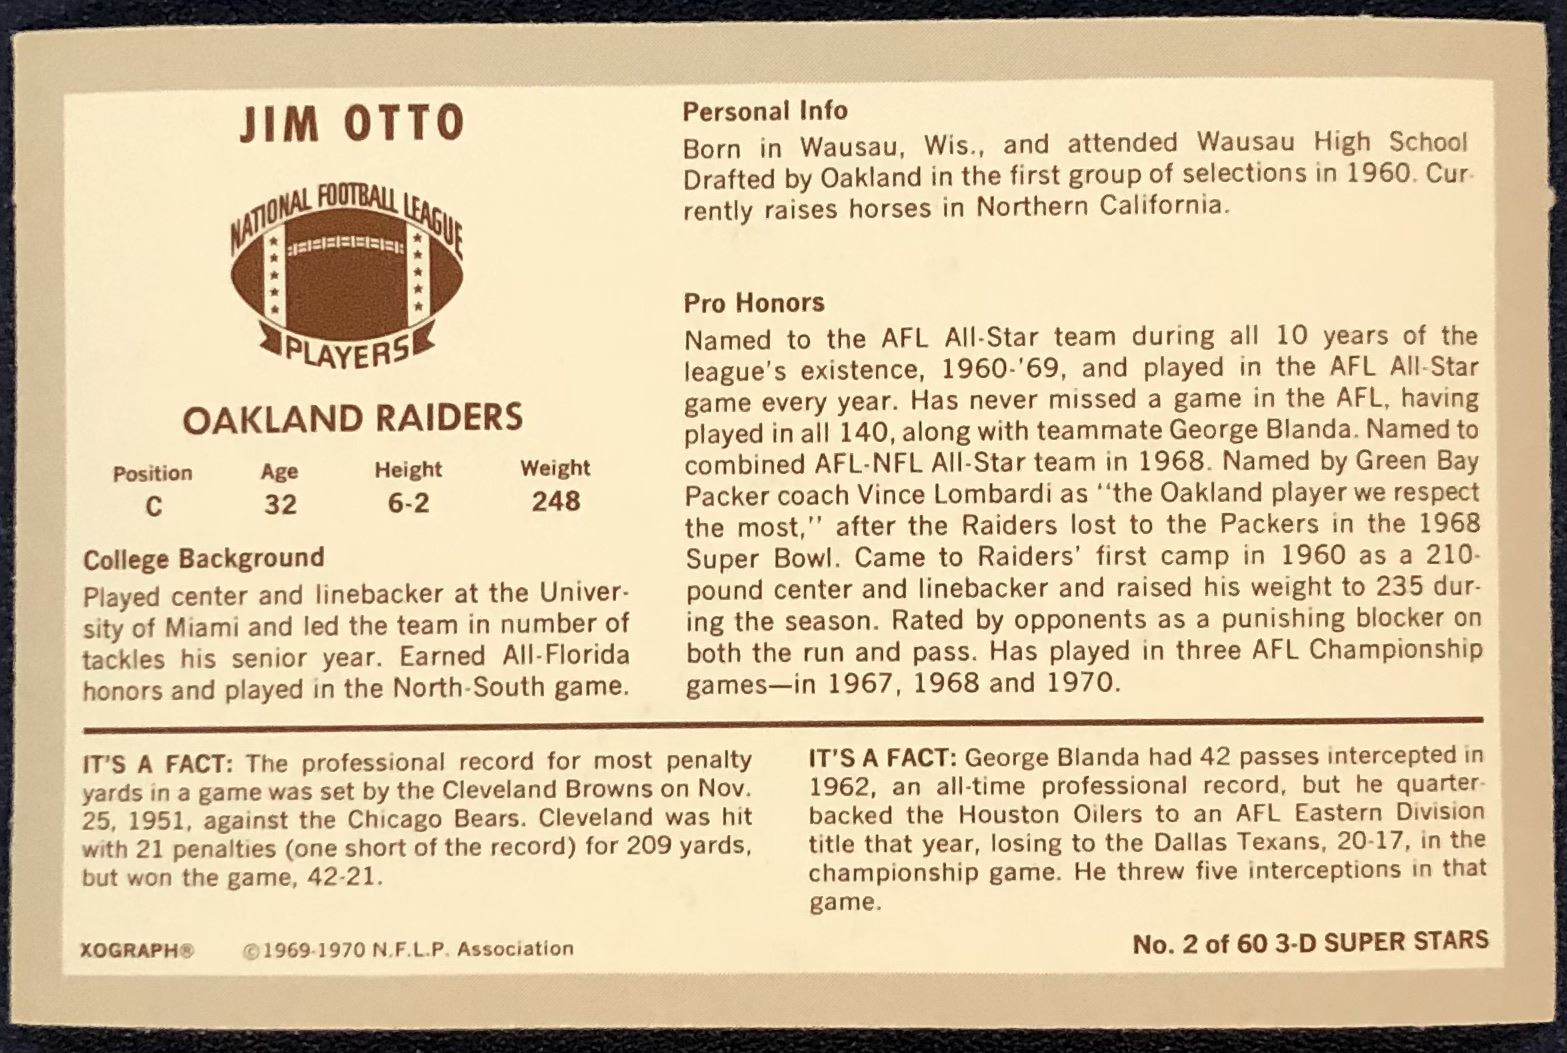 JIM OTTO
NATIONAL FOOTBALL LEAGUE
PLAYERS
OAKLAND RAIDERS
Position Age Height Weight
C 32 6-2 248
College Background
Played center and linebacker at the Univer-
sity of Miami and led the team in number of
tackles his senior year. Earned All-Florida
honors and played in the North-South game.
Personal Info
Born in Wausau, Wis., and attended Wausau High School
Drafted by Oakland in the first group of selections in 1960. Cur-
rently raises horses in Northern California.
Pro Honors
Named to the AFL All-Star team during all 10 years of the
league's existence, 1960-'69, and played in the AFL All-Star
game every year. Has never missed a game in the AFL, having
played in all 140, along with teammate George Blanda. Named to
combined AFL-NFL All-Star team in 1968. Named by Green Bay
Packer coach Vince Lombardi as "the Oakland player we respect
the most," after the Raiders lost to the Packers in the 1968
Super Bowl. Came to Raiders' first camp in 1960 as a 210-
pound center and linebacker and raised his weight to 235 dur-
ing the season. Rated by opponents as a punishing blocker on
both the run and pass. Has played in three AFL Championship
games—in 1967, 1968 and 1970.
IT'S A FACT: The professional record for most penalty
yards in a game was set by the Cleveland Browns on Nov.
25, 1951, against the Chicago Bears. Cleveland was hit
with 21 penalties (one short of the record) for 209 yards,
but won the game, 42-21.
IT'S A FACT: George Blanda had 42 passes intercepted in
1962, an all-time professional record, but he quarter-
backed the Houston Oilers to an AFL Eastern Division
title that year, losing to the Dallas Texans, 20-17, in the
championship game. He threw five interceptions in that
game.
XOGRAPH® ©1969-1970 N.F.L.P. Association
No. 2 of 60 3-D SUPER STARS